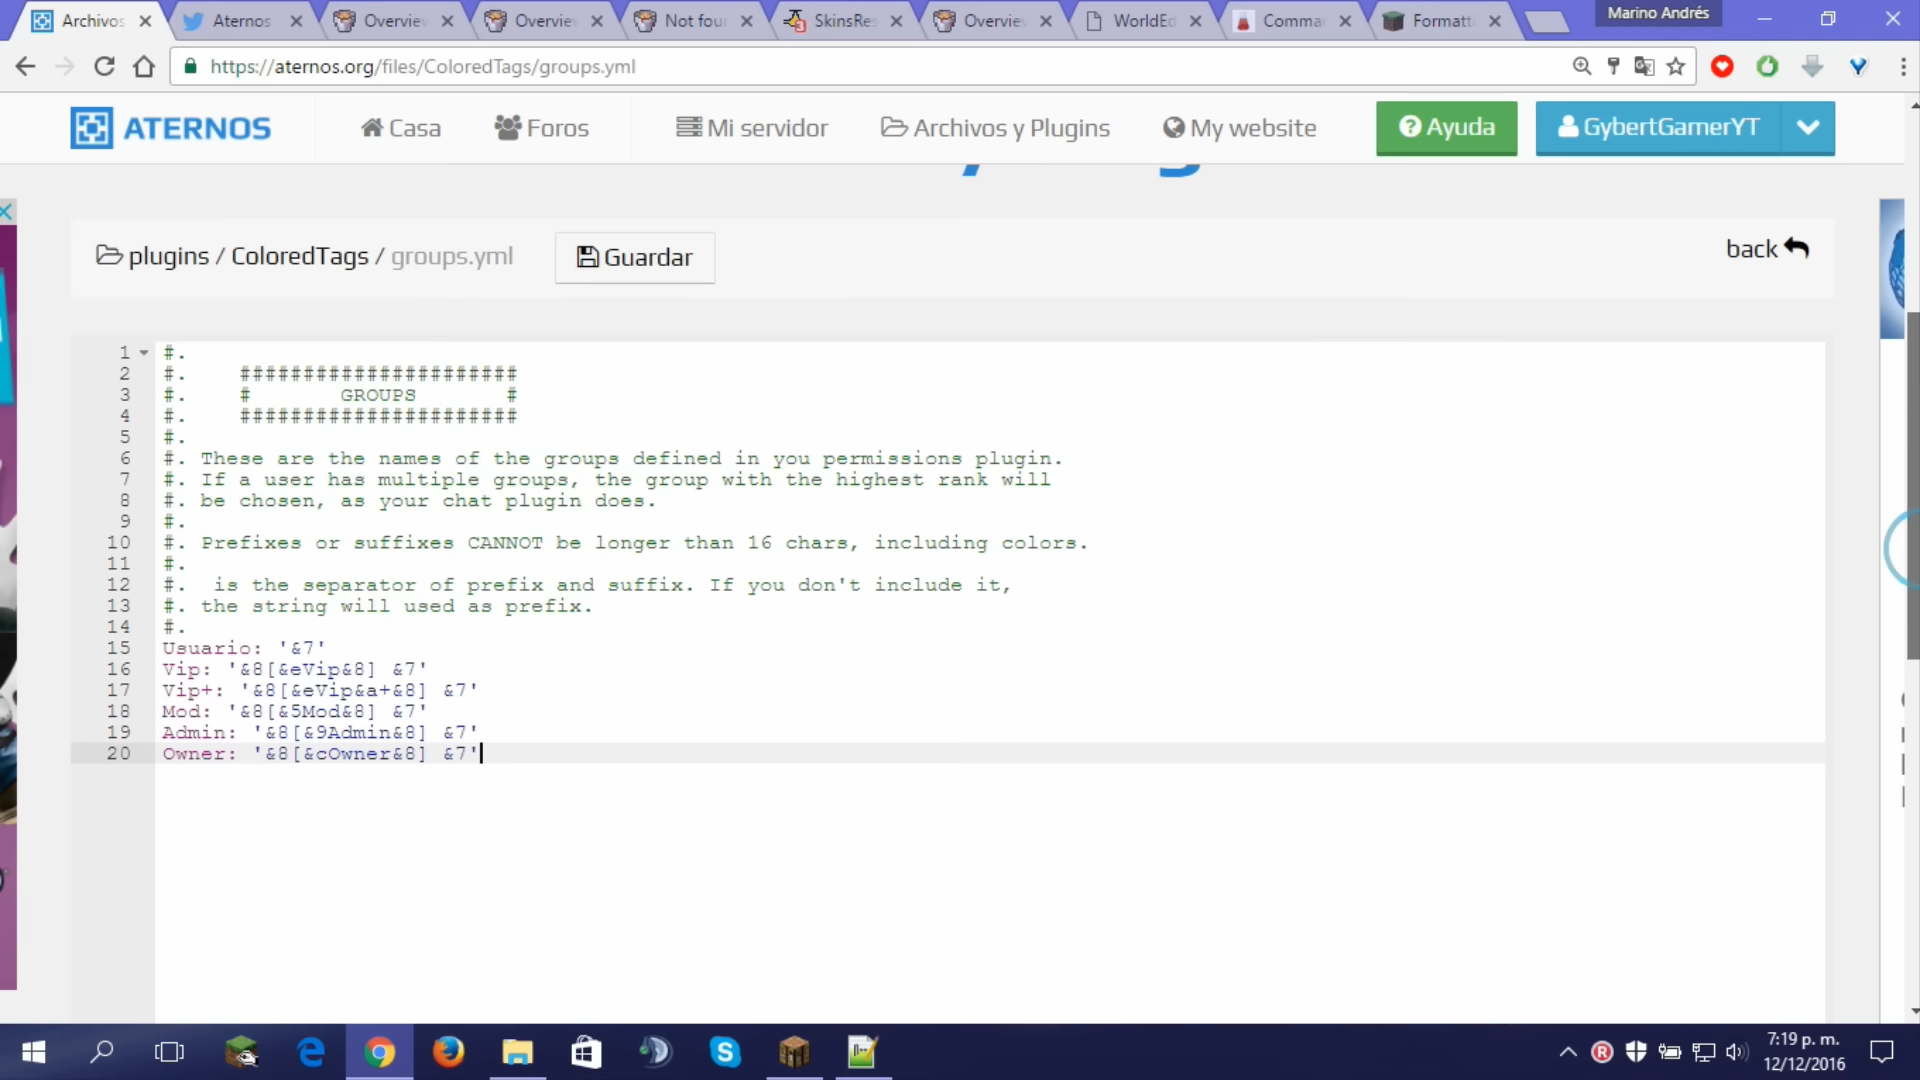 Archivos
Aternos
Overvie
Overvie
Not fou
SkinsRe
Overvie
WorldEd
Comma
Formatt
Marino Andrés
https://aternos.org/files/ColoredTags/groups.yml
ATERNOS
Casa
Foros
Mi servidor
Archivos y Plugins
My website
Ayuda
GybertGamerYT
plugins / ColoredTags / groups.yml
Guardar
back
1 #.
2 #. ######################
3 #. # GROUPS #
4 #. ######################
5 #.
6 #. These are the names of the groups defined in you permissions plugin.
7 #. If a user has multiple groups, the group with the highest rank will
8 #. be chosen, as your chat plugin does.
9 #.
10 #. Prefixes or suffixes CANNOT be longer than 16 chars, including colors.
11 #.
12 #. is the separator of prefix and suffix. If you don't include it,
13 #. the string will used as prefix.
14 #.
15 Usuario: '&7'
16 Vip: '&8[&eVip&8] &7'
17 Vip+: '&8[&eVip&a+&8] &7'
18 Mod: '&8[&5Mod&8] &7'
19 Admin: '&8[&9Admin&8] &7'
20 Owner: '&8[&cOwner&8] &7'
7:19 p. m.
12/12/2016